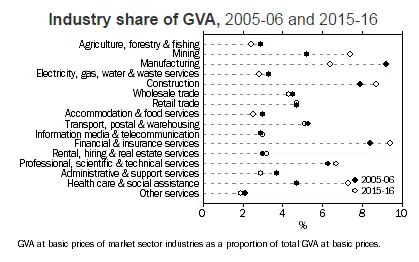 Industry share of GVA, 2005-06 and 2015-16
Agriculture, forestry & fishing
Mining
Manufacturing
Electricity, gas, water & waste services
Construction
Wholesale trade
Retail trade
Accommodation & food services
Transport, postal & warehousing
Information media & telecommunication
Financial & insurance services
Rental, hiring & real estate services
Professional, scientific & technical services
Administrative & support services
Health care & social assistance
Other services
2005-06
2015-16
0 2 4 6 8 10
%
GVA at basic prices of market sector industries as a proportion of total GVA at basic prices.